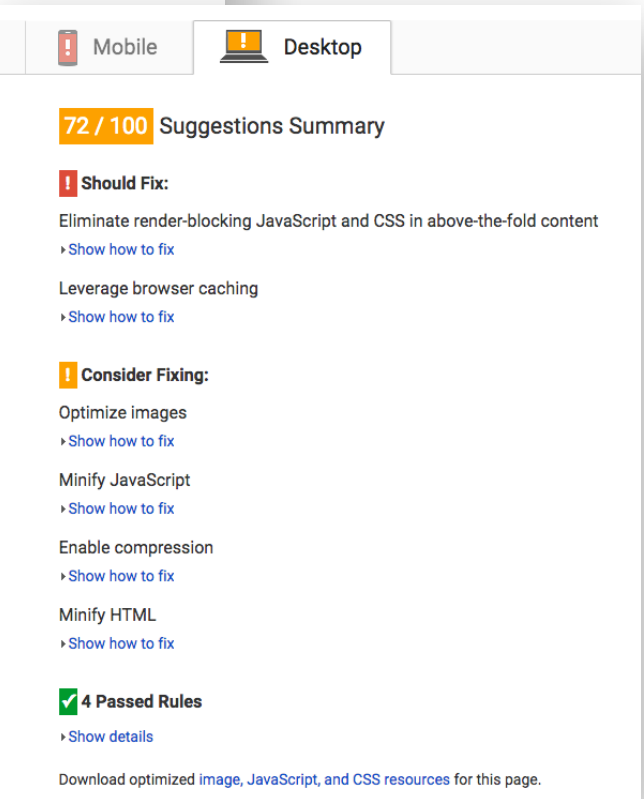 Mobile
Desktop
72 / 100 Suggestions Summary
! Should Fix:
Eliminate render-blocking JavaScript and CSS in above-the-fold content
Show how to fix
Leverage browser caching
Show how to fix
! Consider Fixing:
Optimize images
Show how to fix
Minify JavaScript
Show how to fix
Enable compression
Show how to fix
Minify HTML
Show how to fix
4 Passed Rules
Show details
Download optimized image, JavaScript, and CSS resources for this page.